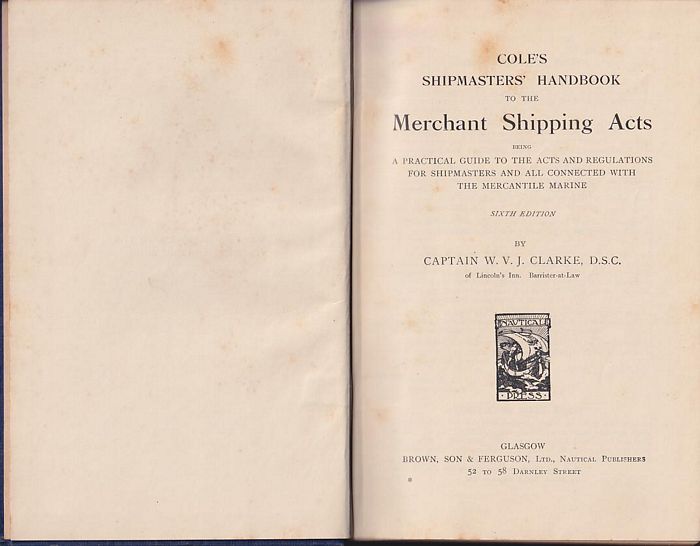 COLE'S
SHIPMASTERS' HANDBOOK
TO THE
Merchant Shipping Acts
BEING
A PRACTICAL GUIDE TO THE ACTS AND REGULATIONS
FOR SHIPMASTERS AND ALL CONNECTED WITH
THE MERCANTILE MARINE
SIXTH EDITION
BY
CAPTAIN W. V. J. CLARKE, D.S.C.
of Lincoln's Inn. Barrister-at-Law
NAUTICAL
·PRESS·
GLASGOW
BROWN, SON & FERGUSON, LTD., NAUTICAL PUBLISHERS
52 TO 58 DARNLEY STREET